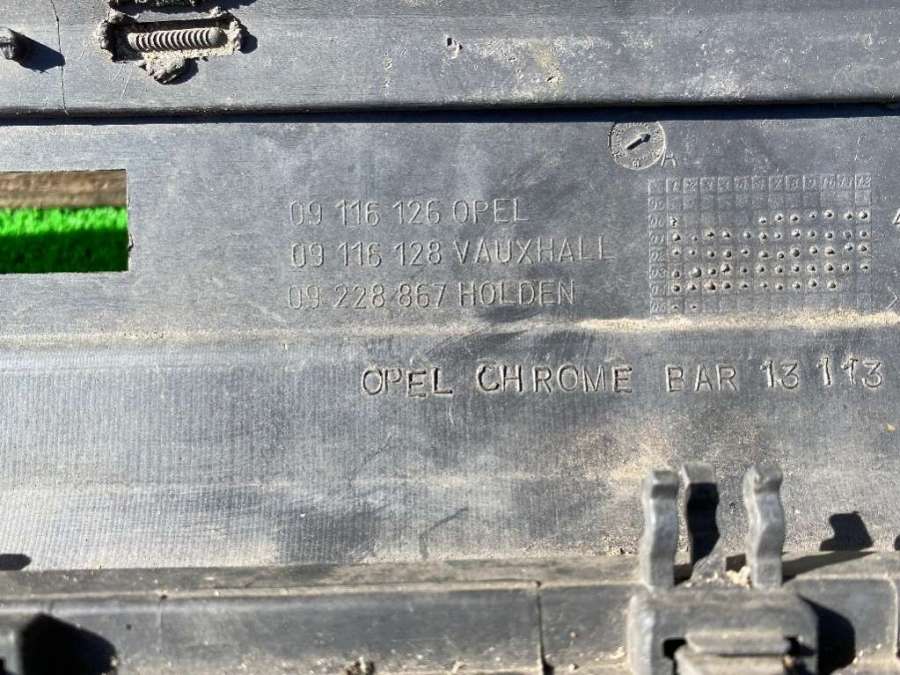 09 116 126 OPEL
09 116 128 VAUXHALL
09 228 867 HOLDEN
OPEL CHROME BAR 13 113